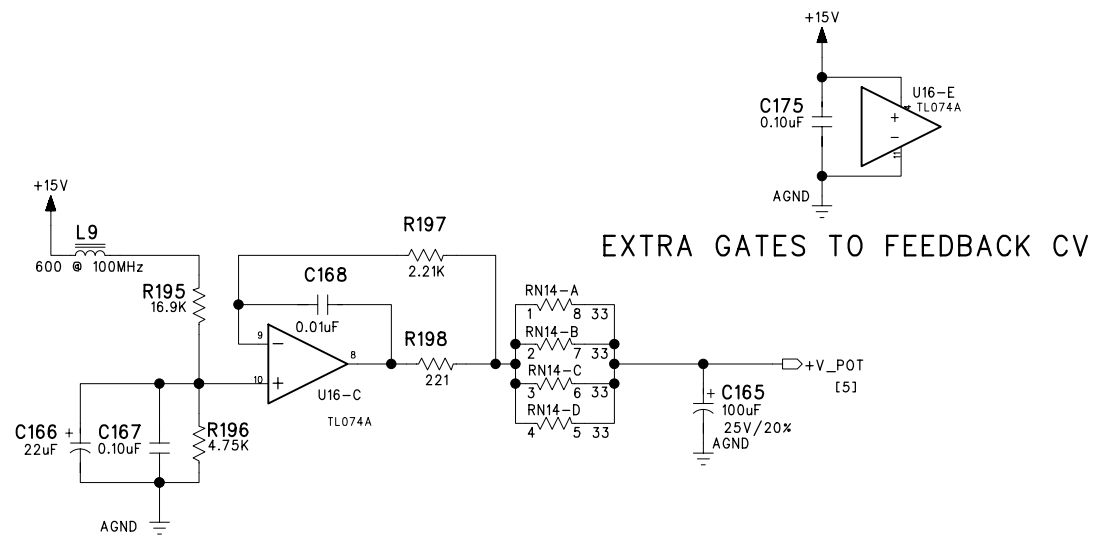 +15V
U16-E
4
TL074A
C175
0.10uF
+
-
11
AGND
+15V
L9
600 @ 100MHz
R197
2.21K
EXTRA GATES TO FEEDBACK CV
R195
16.9K
C168
0.01uF
9
-
8
10
+
U16-C
TL074A
R198
221
RN14-A
1 8 33
RN14-B
2 7 33
RN14-C
3 6 33
RN14-D
4 5 33
+V_POT
[5]
+
C165
100uF
25V/20%
AGND
C166
+
22uF
C167
0.10uF
R196
4.75K
AGND